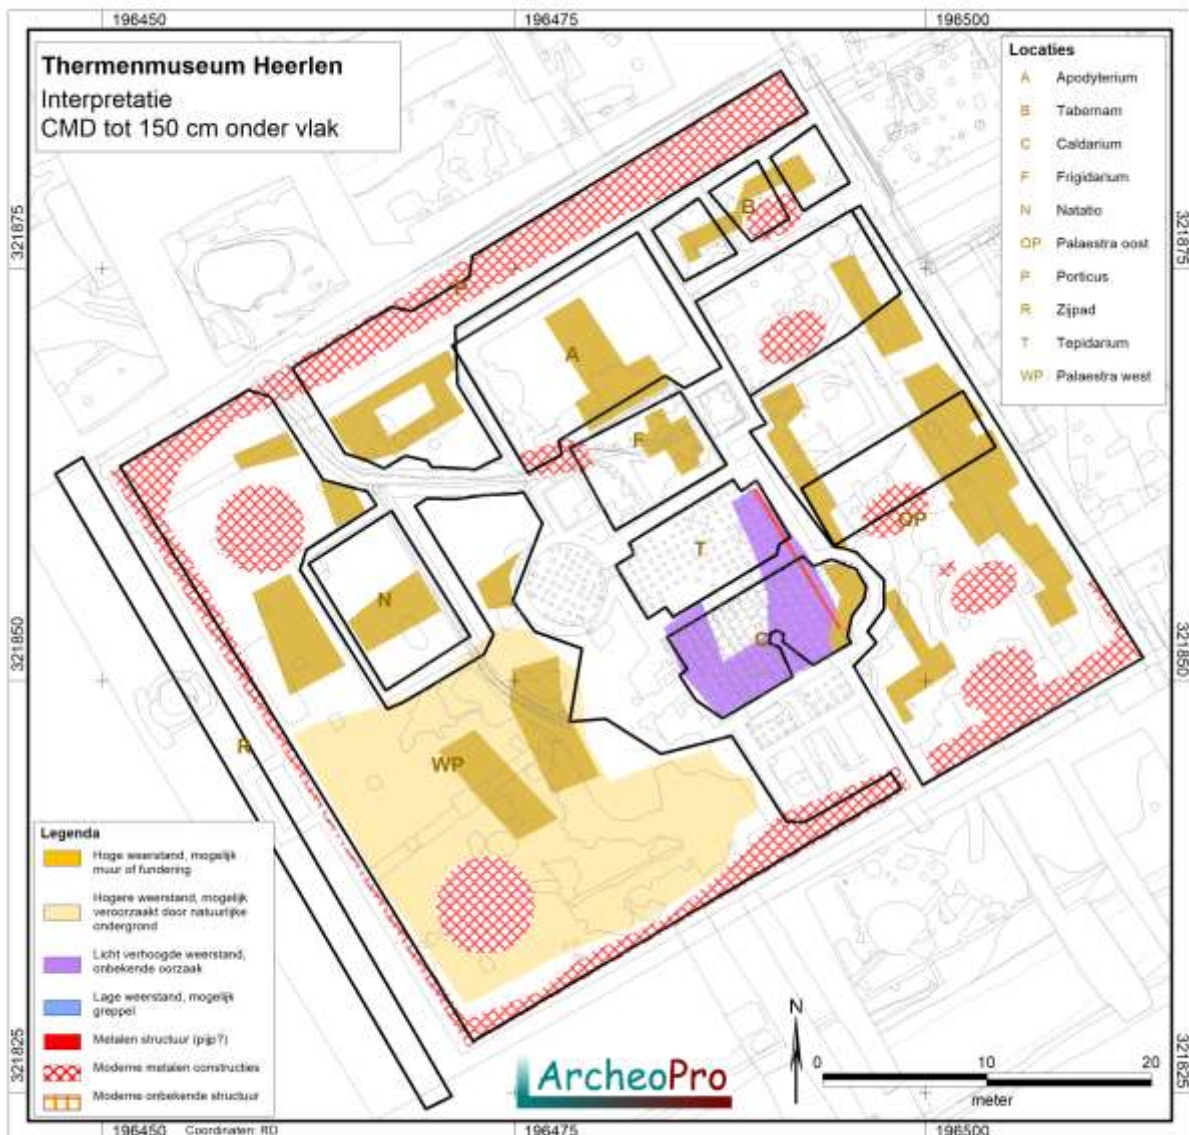 196450
196475
196500
Thermenmuseum Heerlen
Interpretatie
CMD tot 150 cm onder vlak
Locaties
A Apodyterium
B Tabernam
C Caldarium
F Frigidarium
N Natatio
OP Palaestra oost
P Porticus
R Zijpad
T Tepidarium
WP Palaestra west
321875
321875
B
P
A
F
OP
T
N
C
321850
321850
R
WP
Legenda
Hoge weerstand, mogelijk
muur of fundering
Hogere weerstand, mogelijk
veroorzaakt door natuurlijke
ondergrond
Licht verhoogde weerstand,
onbekende oorzaak
Lage weerstand, mogelijk
greppel
Metalen structuur (pijp?)
Moderne metalen constructies
Moderne onbekende structuur
321825
321825
ArcheoPro
N
0
10
20
meter
196450
Coordinaten: RD
196475
196500